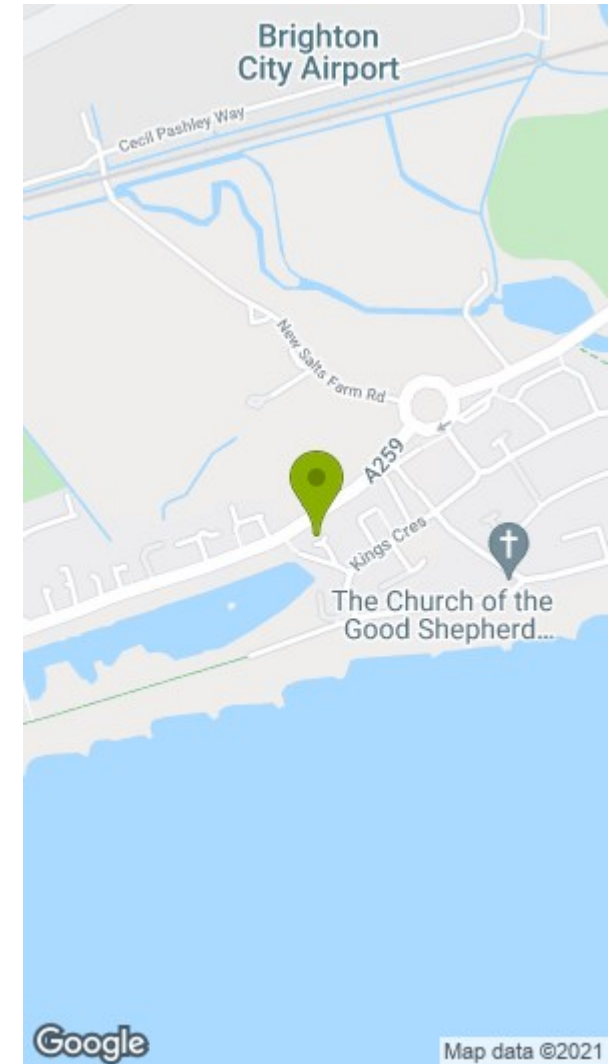 Brighton
City Airport
Cecil Pashley Way
New Salts Farm Rd
A259
Kings Cres
The Church of the
Good Shepherd...
Google
Map data ©2021